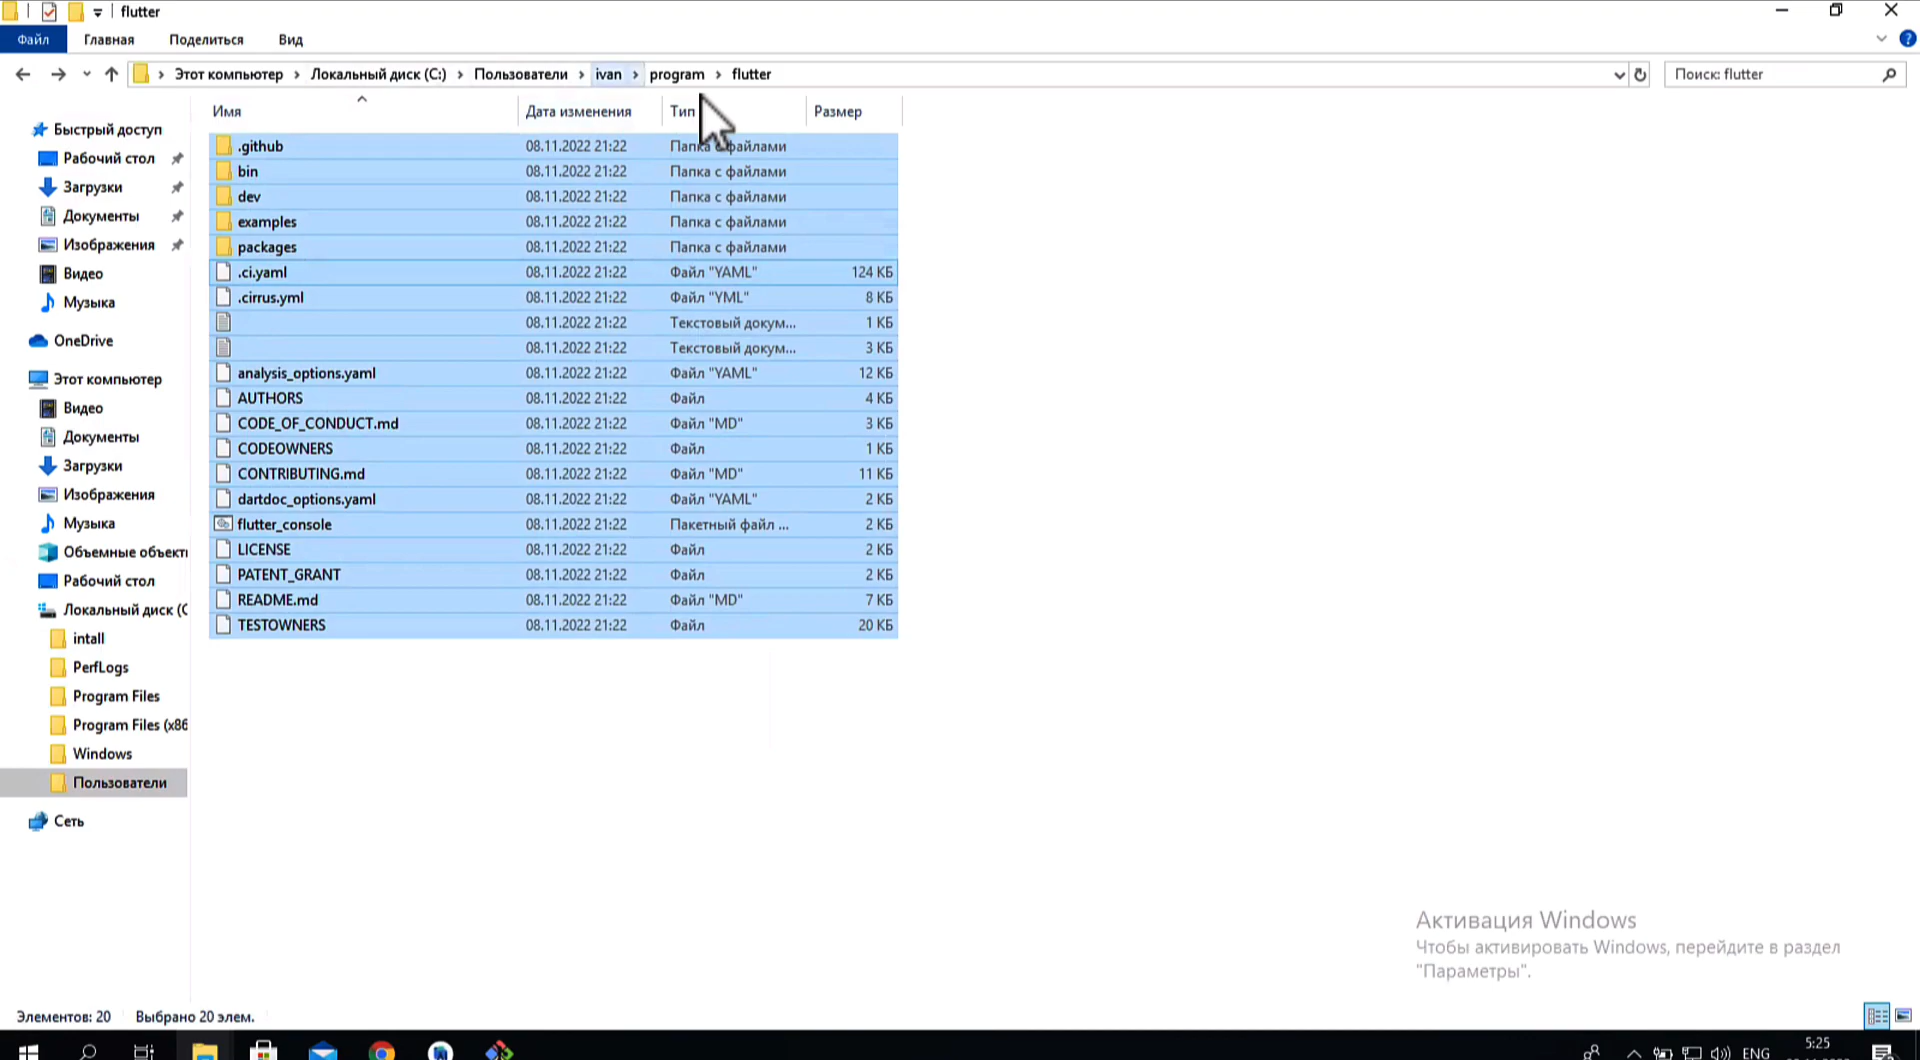 flutter
Файл Главная Поделиться Вид
Этот компьютер Локальный диск (C:) Пользователи ivan program flutter
Поиск: flutter
Имя Дата изменения Тип Размер
Быстрый доступ
Рабочий стол
Загрузки
Документы
Изображения
Видео
Музыка
OneDrive
Этот компьютер
Видео
Документы
Загрузки
Изображения
Музыка
Объемные объект
Рабочий стол
Локальный диск (C
intall
PerfLogs
Program Files
Program Files (x86
Windows
Пользователи
Сеть
.github 08.11.2022 21:22 Папка с файлами
bin 08.11.2022 21:22 Папка с файлами
dev 08.11.2022 21:22 Папка с файлами
examples 08.11.2022 21:22 Папка с файлами
packages 08.11.2022 21:22 Папка с файлами
.ci.yaml 08.11.2022 21:22 Файл "YAML" 124 КБ
.cirrus.yml 08.11.2022 21:22 Файл "YML" 8 КБ
08.11.2022 21:22 Текстовый докум... 1 КБ
08.11.2022 21:22 Текстовый докум... 3 КБ
analysis_options.yaml 08.11.2022 21:22 Файл "YAML" 12 КБ
AUTHORS 08.11.2022 21:22 Файл 4 КБ
CODE_OF_CONDUCT.md 08.11.2022 21:22 Файл "MD" 3 КБ
CODEOWNERS 08.11.2022 21:22 Файл 1 КБ
CONTRIBUTING.md 08.11.2022 21:22 Файл "MD" 11 КБ
dartdoc_options.yaml 08.11.2022 21:22 Файл "YAML" 2 КБ
flutter_console 08.11.2022 21:22 Пакетный файл ... 2 КБ
LICENSE 08.11.2022 21:22 Файл 2 КБ
PATENT_GRANT 08.11.2022 21:22 Файл 2 КБ
README.md 08.11.2022 21:22 Файл "MD" 7 КБ
TESTOWNERS 08.11.2022 21:22 Файл 20 КБ
Активация Windows
Чтобы активировать Windows, перейдите в раздел
"Параметры".
Элементов: 20 Выбрано 20 элем.
ENG 5:25